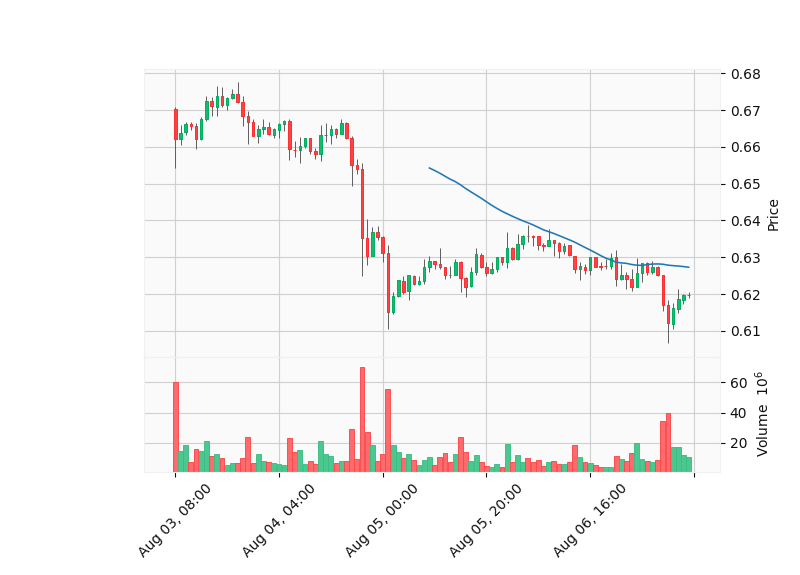 0.68
0.67
0.66
0.65
0.64
0.63
0.62
0.61
Price
60
40
20
Volume 10^6
Aug 03, 08:00
Aug 04, 04:00
Aug 05, 00:00
Aug 05, 20:00
Aug 06, 16:00